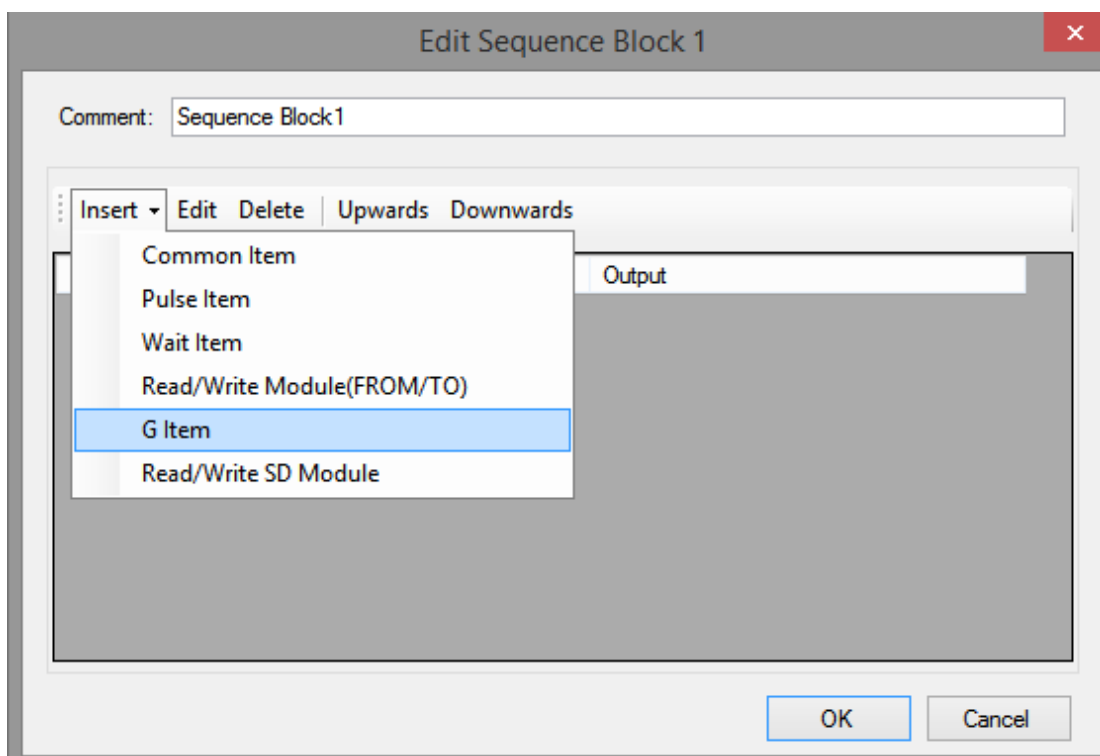 Edit Sequence Block 1
Comment: Sequence Block1
Insert Edit Delete Upwards Downwards
Common Item
Output
Pulse Item
Wait Item
Read/Write Module(FROM/TO)
G Item
Read/Write SD Module
OK Cancel